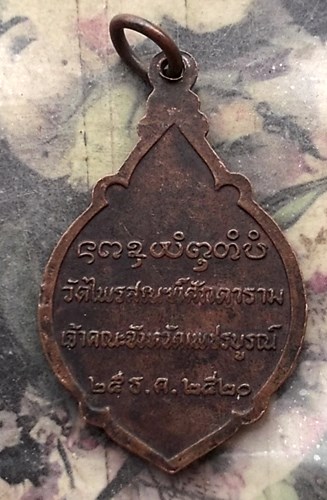 วัดไพรสณฑ์ศักดาราม
เจ้าคณะจังหวัดเพชรบูรณ์
๒๕ ธ.ค. ๒๕๒๐